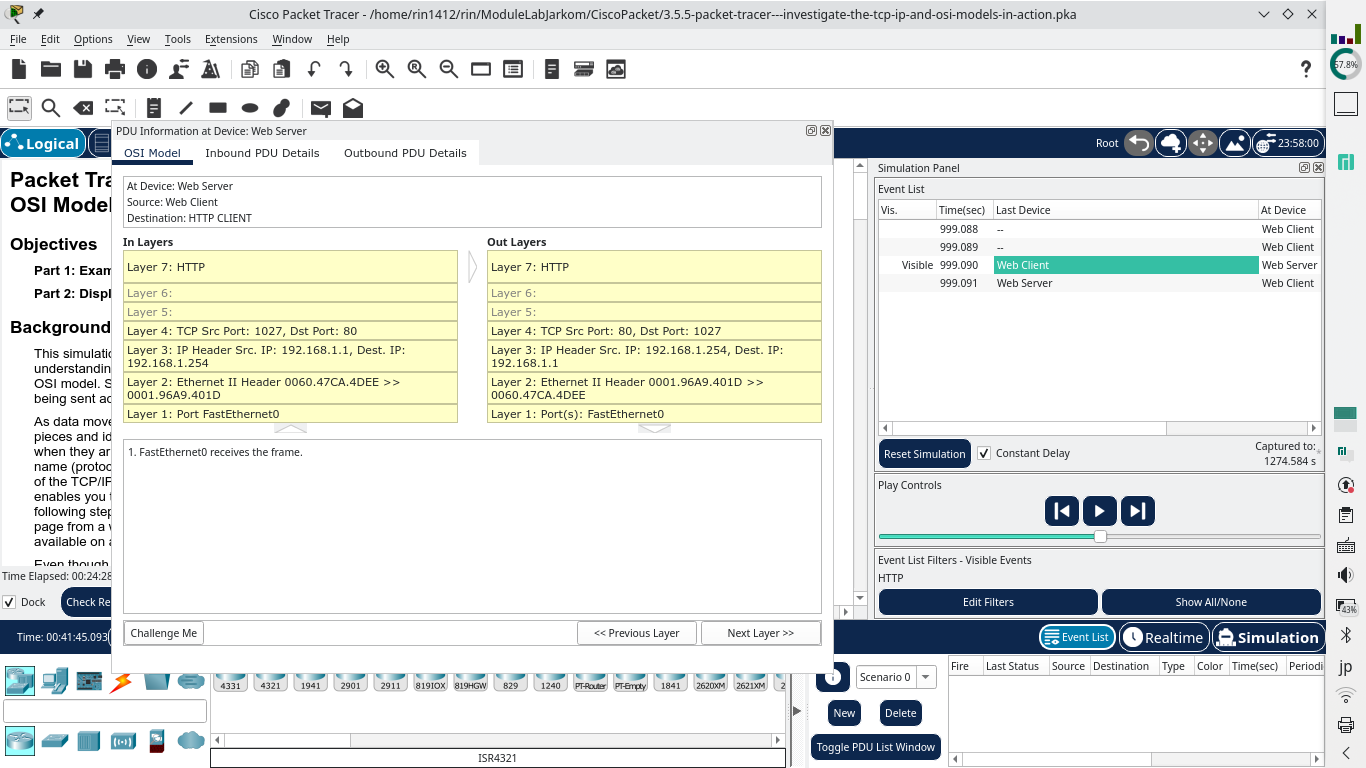 Cisco Packet Tracer - /home/rin1412/rin/ModuleLabJarkom/CiscoPacket/3.5.5-packet-tracer---investigate-the-tcp-ip-and-osi-models-in-action.pka
File Edit Options View Tools Extensions Window Help
57.8%
PDU Information at Device: Web Server
Logical
Root
23:58:00
OSI Model Inbound PDU Details Outbound PDU Details
At Device: Web Server
Source: Web Client
Destination: HTTP CLIENT
In Layers
Layer 7: HTTP
Layer 6:
Layer 5:
Layer 4: TCP Src Port: 1027, Dst Port: 80
Layer 3: IP Header Src. IP: 192.168.1.1, Dest. IP:
192.168.1.254
Layer 2: Ethernet II Header 0060.47CA.4DEE >>
0001.96A9.401D
Layer 1: Port FastEthernet0
Out Layers
Layer 7: HTTP
Layer 6:
Layer 5:
Layer 4: TCP Src Port: 80, Dst Port: 1027
Layer 3: IP Header Src. IP: 192.168.1.254, Dest. IP:
192.168.1.1
Layer 2: Ethernet II Header 0001.96A9.401D >>
0060.47CA.4DEE
Layer 1: Port(s): FastEthernet0
1. FastEthernet0 receives the frame.
Challenge Me
<< Previous Layer
Next Layer >>
Packet Tra
OSI Model
Objectives
Part 1: Exam
Part 2: Displ
Background
This simulatio
understanding
OSI model. S
being sent ac
As data move
pieces and id
when they ar
name (protoc
of the TCP/IP
enables you t
following step
page from a w
available on a
Even though
Time Elapsed: 00:24:28
Dock
Check Re
Simulation Panel
Event List
Vis. Time(sec) Last Device At Device
999.088 -- Web Client
999.089 -- Web Client
Visible 999.090 Web Client Web Server
999.091 Web Server Web Client
Reset Simulation
Constant Delay
Captured to:
1274.584 s
Play Controls
Event List Filters - Visible Events
HTTP
Edit Filters
Show All/None
43%
Time: 00:41:45.093
Event List
Realtime
Simulation
4331 4321 1941 2901 2911 819IOX 819HGW 829 1240 PT-Router PT-Empty 1841 2620XM 2621XM 2
ISR4321
Scenario 0
New
Delete
Toggle PDU List Window
Fire Last Status Source Destination Type Color Time(sec) Periodi
jp